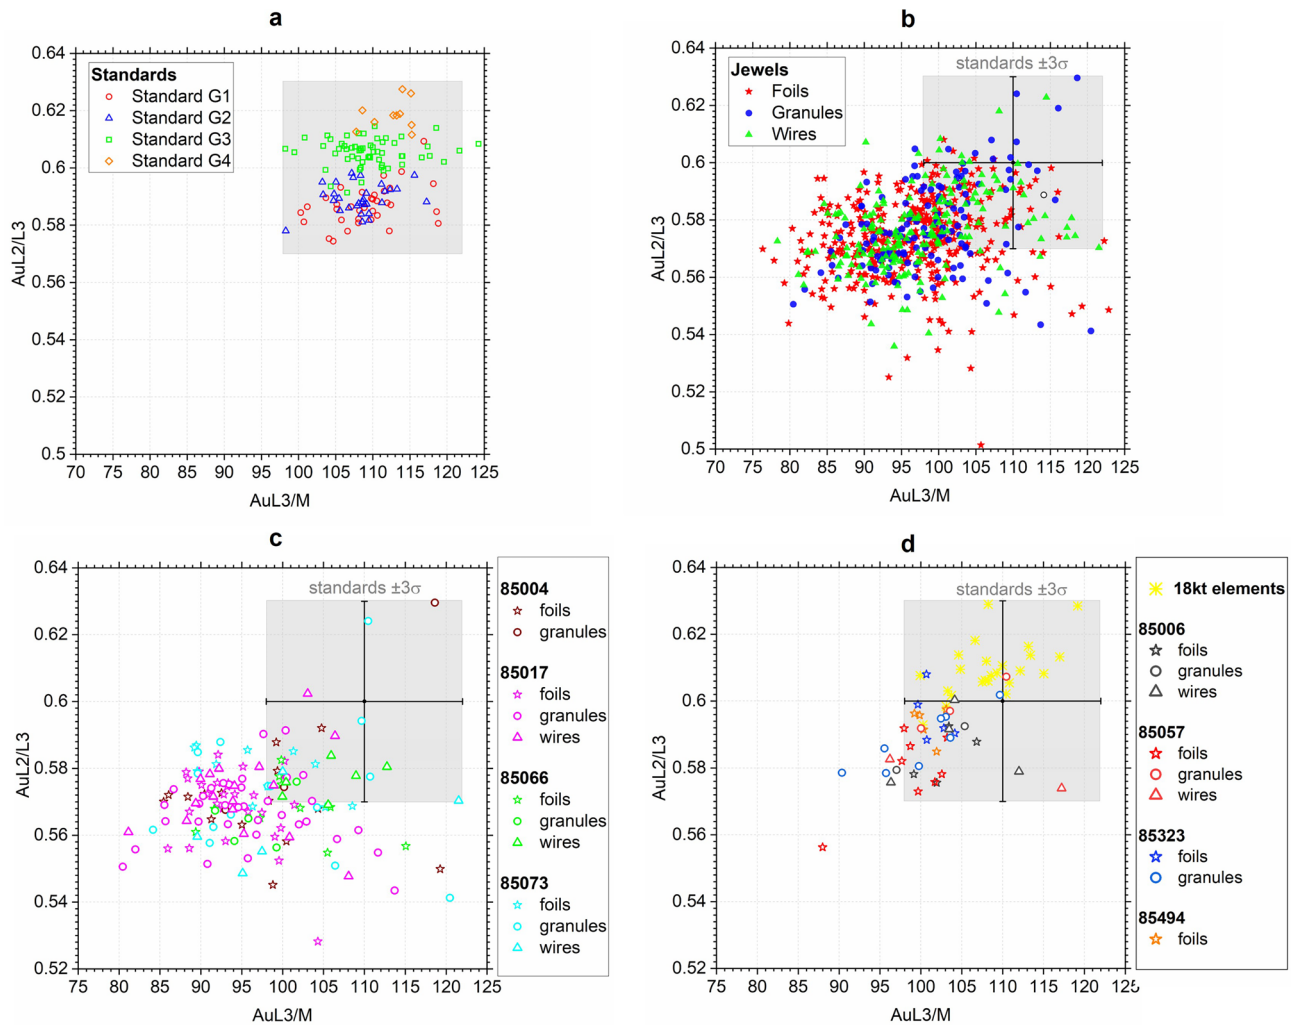 a
0.64
0.62
0.6
0.58
0.56
0.54
0.52
0.5
AuL2/L3
Standards
Standard G1
Standard G2
Standard G3
Standard G4
70 75 80 85 90 95 100 105 110 115 120 125
AuL3/M
b
0.64
0.62
0.6
0.58
0.56
0.54
0.52
0.5
AuL2/L3
standards ±3σ
Jewels
Foils
Granules
Wires
70 75 80 85 90 95 100 105 110 115 120 125
AuL3/M
c
0.64
0.62
0.6
0.58
0.56
0.54
0.52
AuL2/L3
standards ±3σ
75 80 85 90 95 100 105 110 115 120 125
AuL3/M
85004
foils
granules
85017
foils
granules
wires
85066
foils
granules
wires
85073
foils
granules
wires
d
0.64
0.62
0.6
0.58
0.56
0.54
0.52
AuL2/L3
standards ±3σ
75 80 85 90 95 100 105 110 115 120 125
AuL3/M
18kt elements
85006
foils
granules
wires
85057
foils
granules
wires
85323
foils
granules
85494
foils